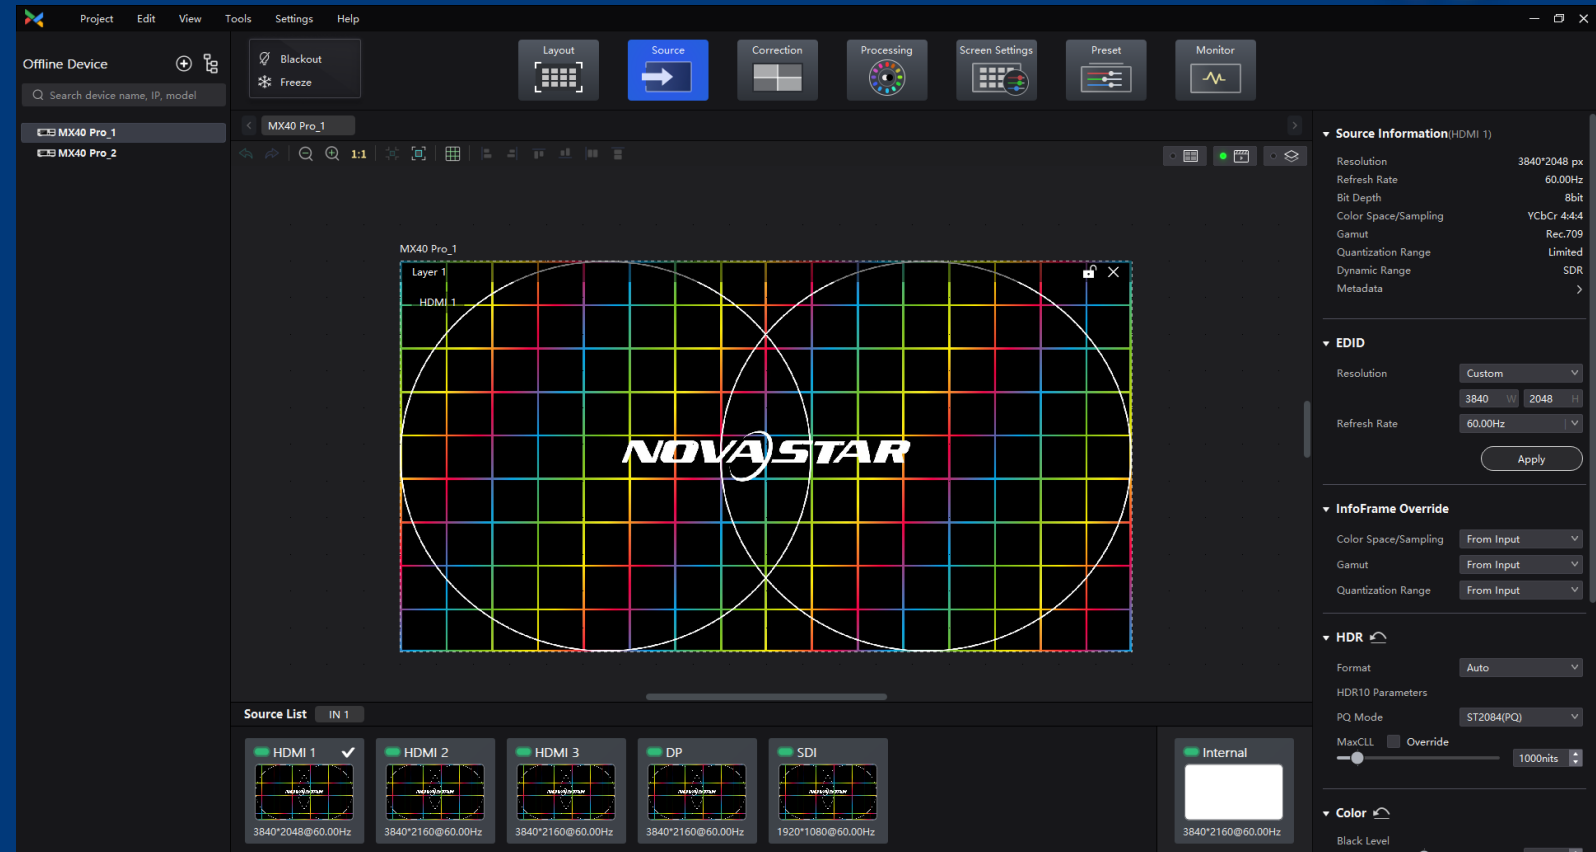 Project Edit View Tools Settings Help
Offline Device
Search device name, IP, model
MX40 Pro_1
MX40 Pro_2
Blackout
Freeze
Layout Source Correction Processing Screen Settings Preset Monitor
MX40 Pro_1
1:1
MX40 Pro_1
Layer 1
HDMI 1
NOVASTAR
Source List IN 1
HDMI 1 HDMI 2 HDMI 3 DP SDI Internal
3840*2048@60.00Hz 3840*2160@60.00Hz 3840*2160@60.00Hz 3840*2160@60.00Hz 1920*1080@60.00Hz 3840*2160@60.00Hz
Source Information(HDMI 1)
Resolution 3840*2048 px
Refresh Rate 60.00Hz
Bit Depth 8bit
Color Space/Sampling YCbCr 4:4:4
Gamut Rec.709
Quantization Range Limited
Dynamic Range SDR
Metadata
EDID
Resolution Custom
3840 W 2048 H
Refresh Rate 60.00Hz
Apply
InfoFrame Override
Color Space/Sampling From Input
Gamut From Input
Quantization Range From Input
HDR
Format Auto
HDR10 Parameters
PQ Mode ST2084(PQ)
MaxCLL Override
1000nits
Color
Black Level